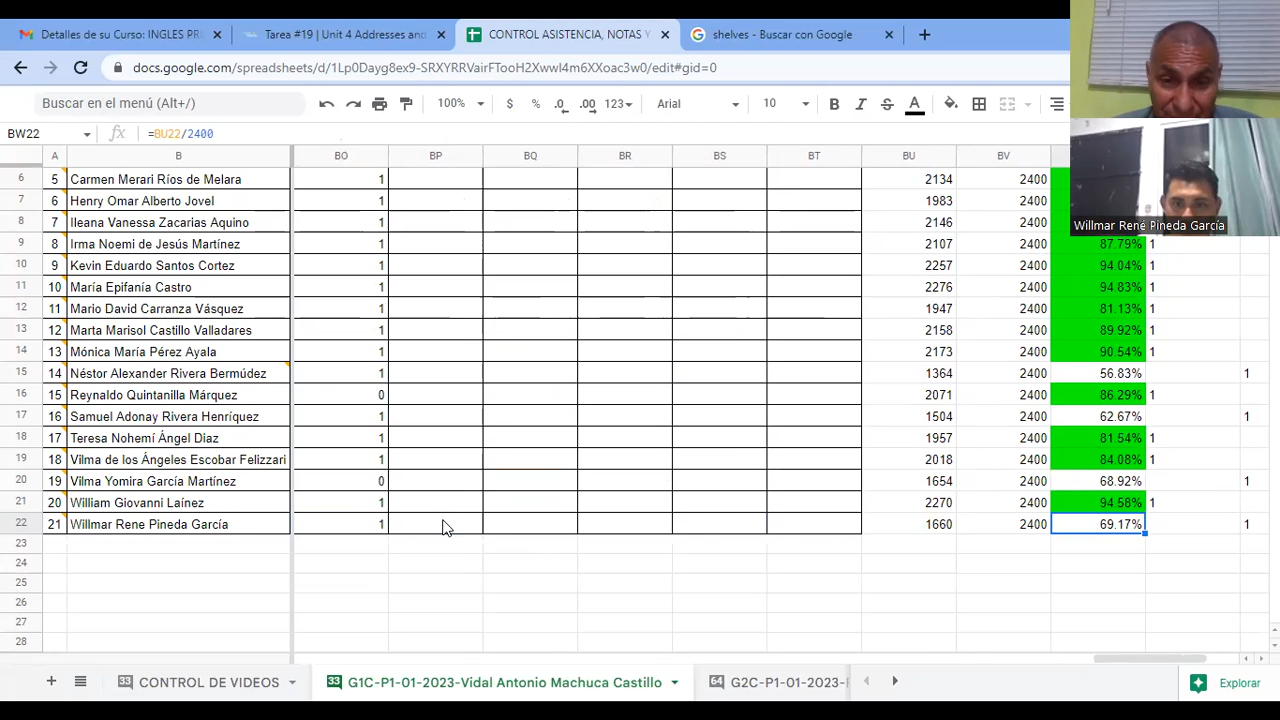 Detalles de su Curso: INGLES PR
Tarea #19 | Unit 4 Addresses and
CONTROL ASISTENCIA, NOTAS Y
shelves - Buscar con Google
docs.google.com/spreadsheets/d/1Lp0Dayg8ex9-SRXYRRVatrFTooH2XwwI4m6XXoac3w0/edit#gid=0
Buscar en el menú (Alt+/)
100%
$ % .0 .00 123
Arial
10
B I S A
BW22
fx =BU22/2400
A B BO BP BQ BR BS BT BU BV
6 5 Carmen Merari Ríos de Melara 1 2134 2400
7 6 Henry Omar Alberto Jovel 1 1983 2400
8 7 Ileana Vanessa Zacarias Aquino 1 2146 2400
Willmar René Pineda García
9 8 Irma Noemi de Jesús Martínez 1 2107 2400 87.79% 1
10 9 Kevin Eduardo Santos Cortez 1 2257 2400 94.04% 1
11 10 María Epifanía Castro 1 2276 2400 94.83% 1
12 11 Mario David Carranza Vásquez 1 1947 2400 81.13% 1
13 12 Marta Marisol Castillo Valladares 1 2158 2400 89.92% 1
14 13 Mónica María Pérez Ayala 1 2173 2400 90.54% 1
15 14 Néstor Alexander Rivera Bermúdez 1 1364 2400 56.83% 1
16 15 Reynaldo Quintanilla Márquez 0 2071 2400 86.29% 1
17 16 Samuel Adonay Rivera Henríquez 1 1504 2400 62.67% 1
18 17 Teresa Nohemí Ángel Diaz 1 1957 2400 81.54% 1
19 18 Vilma de los Ángeles Escobar Felizzari 1 2018 2400 84.08% 1
20 19 Vilma Yomira García Martínez 0 1654 2400 68.92% 1
21 20 William Giovanni Laínez 1 2270 2400 94.58% 1
22 21 Willmar Rene Pineda García 1 1660 2400 69.17% 1
23
24
25
26
27
28
33 CONTROL DE VIDEOS
33 G1C-P1-01-2023-Vidal Antonio Machuca Castillo
64 G2C-P1-01-2023-
Explorar